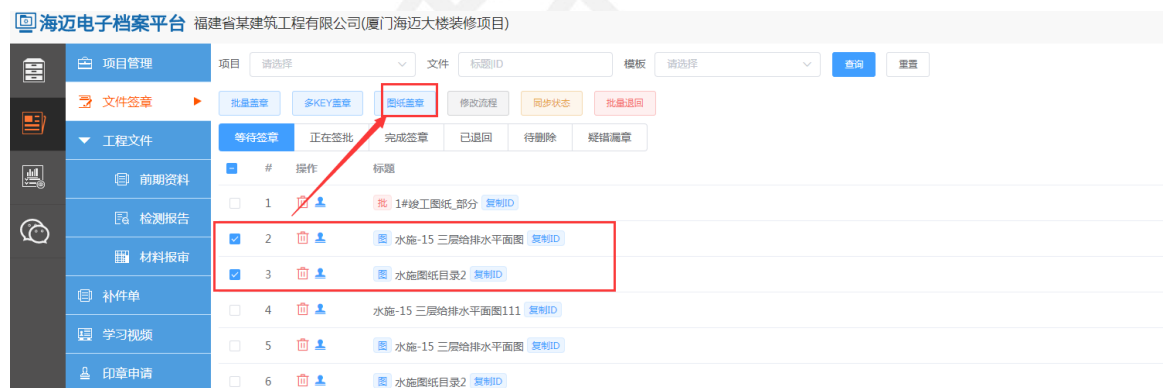 海迈电子档案平台 福建省某建筑工程有限公司(厦门海迈大楼装修项目)
项目管理
文件签章
工程文件
前期资料
检测报告
材料报审
补件单
学习视频
印章申请
项目 请选择 文件 标题|ID 模板 请选择 查询 重置
批量盖章 多KEY盖章 图纸盖章 修改流程 同步状态 批量退回
等待签章 正在签批 完成签章 已退回 待删除 疑错漏章
# 操作 标题
1 批 1#竣工图纸_部分 复制ID
2 图 水施-15 三层给排水平面图 复制ID
3 图 水施图纸目录2 复制ID
4 水施-15 三层给排水平面图111 复制ID
5 图 水施-15 三层给排水平面图 复制ID
6 图 水施图纸目录2 复制ID